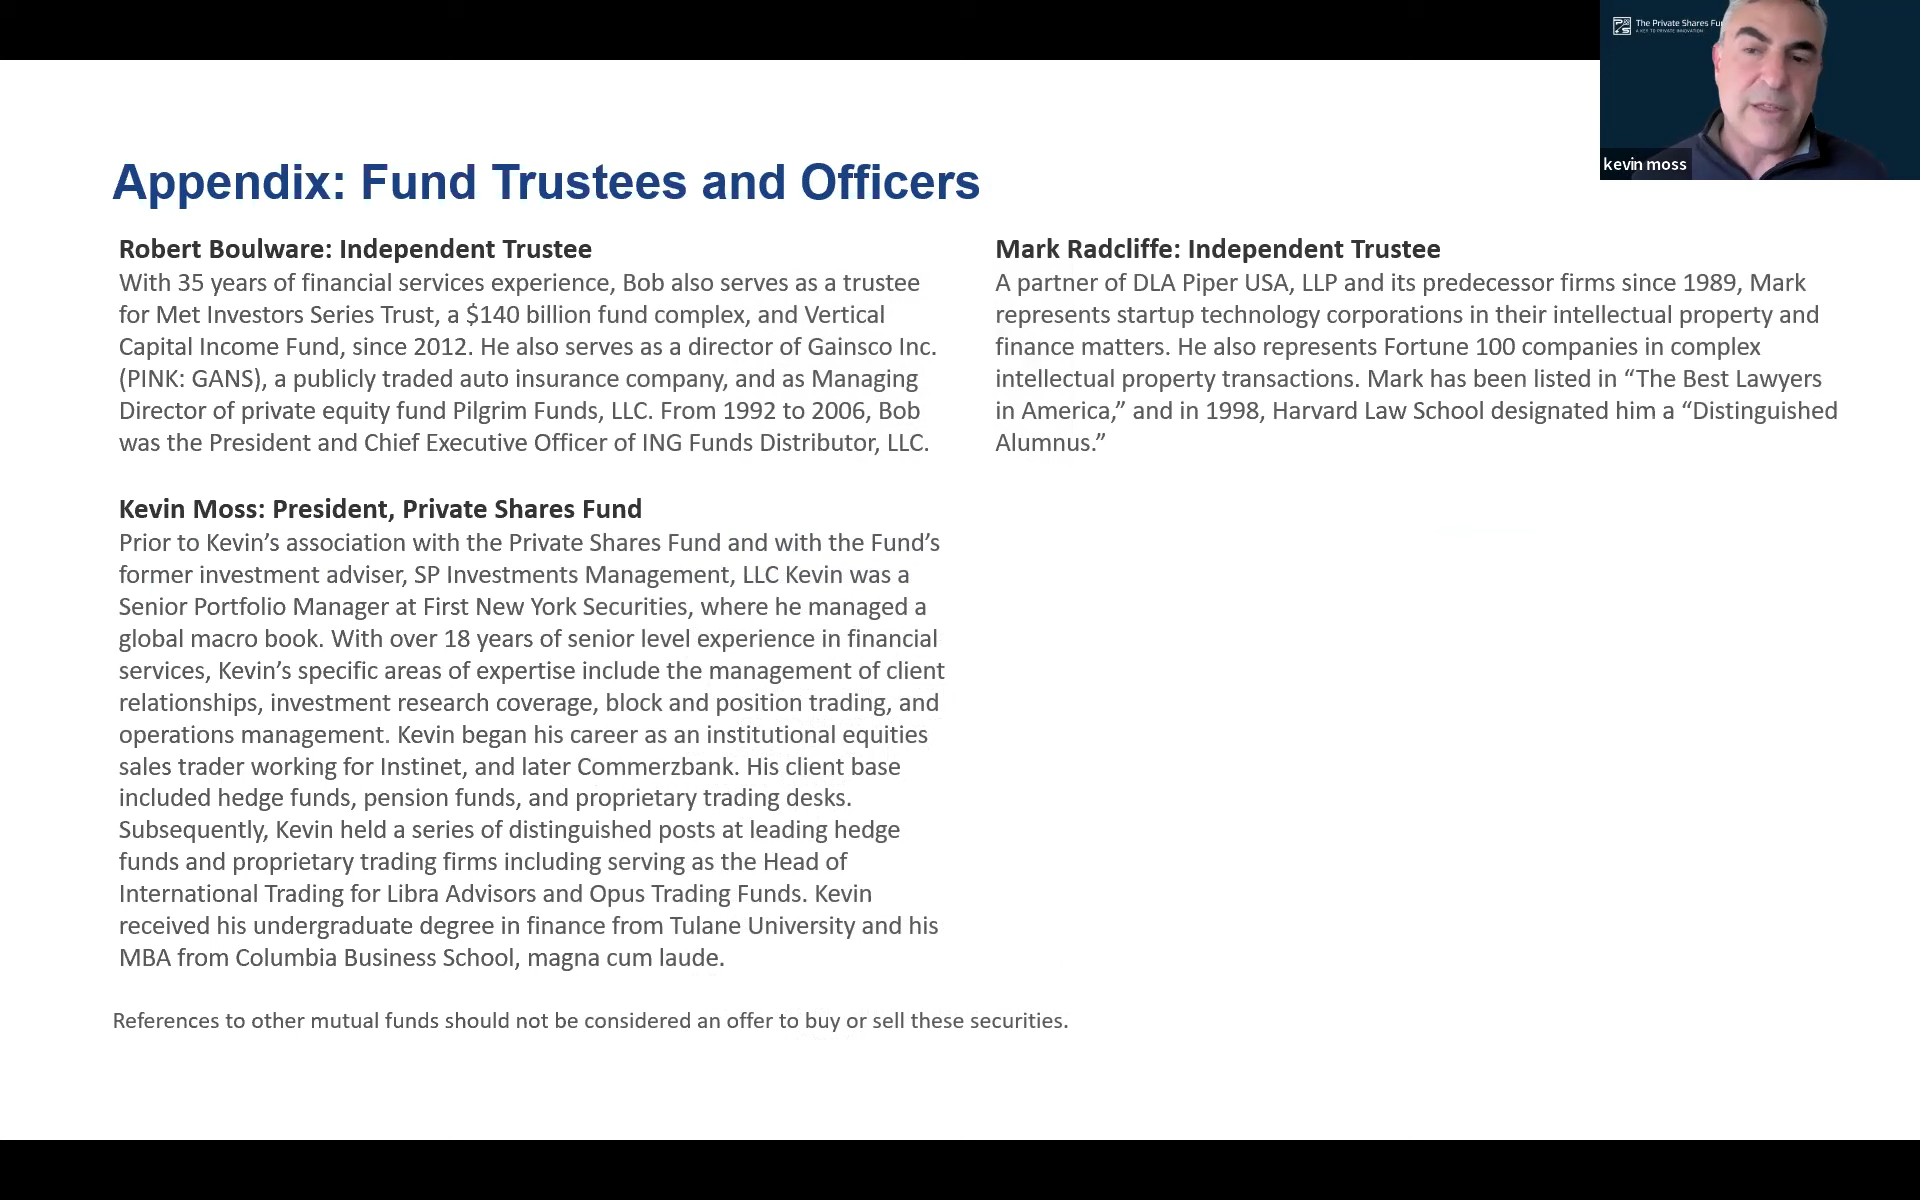 The Private Shares Fu
A KEY TO PRIVATE INNOVATION
kevin moss
Appendix: Fund Trustees and Officers
Robert Boulware: Independent Trustee
With 35 years of financial services experience, Bob also serves as a trustee
for Met Investors Series Trust, a $140 billion fund complex, and Vertical
Capital Income Fund, since 2012. He also serves as a director of Gainsco Inc.
(PINK: GANS), a publicly traded auto insurance company, and as Managing
Director of private equity fund Pilgrim Funds, LLC. From 1992 to 2006, Bob
was the President and Chief Executive Officer of ING Funds Distributor, LLC.
Kevin Moss: President, Private Shares Fund
Prior to Kevin’s association with the Private Shares Fund and with the Fund’s
former investment adviser, SP Investments Management, LLC Kevin was a
Senior Portfolio Manager at First New York Securities, where he managed a
global macro book. With over 18 years of senior level experience in financial
services, Kevin’s specific areas of expertise include the management of client
relationships, investment research coverage, block and position trading, and
operations management. Kevin began his career as an institutional equities
sales trader working for Instinet, and later Commerzbank. His client base
included hedge funds, pension funds, and proprietary trading desks.
Subsequently, Kevin held a series of distinguished posts at leading hedge
funds and proprietary trading firms including serving as the Head of
International Trading for Libra Advisors and Opus Trading Funds. Kevin
received his undergraduate degree in finance from Tulane University and his
MBA from Columbia Business School, magna cum laude.
Mark Radcliffe: Independent Trustee
A partner of DLA Piper USA, LLP and its predecessor firms since 1989, Mark
represents startup technology corporations in their intellectual property and
finance matters. He also represents Fortune 100 companies in complex
intellectual property transactions. Mark has been listed in “The Best Lawyers
in America,” and in 1998, Harvard Law School designated him a “Distinguished
Alumnus.”
References to other mutual funds should not be considered an offer to buy or sell these securities.